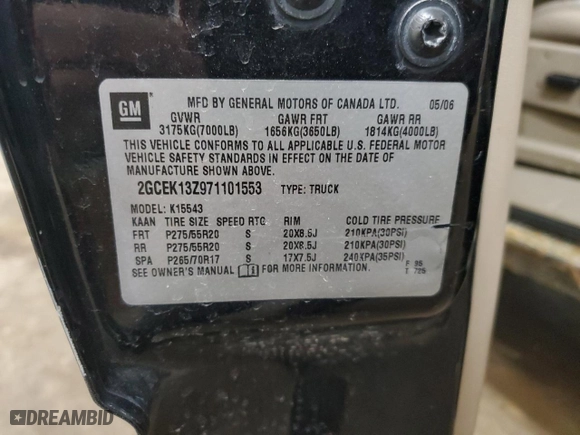 GM
MFD BY GENERAL MOTORS OF CANADA LTD. 05/06
GVWR GAWR FRT GAWR RR
3175KG(7000LB) 1656KG(3650LB) 1814KG(4000LB)
THIS VEHICLE CONFORMS TO ALL APPLICABLE U.S. FEDERAL MOTOR
VEHICLE SAFETY STANDARDS IN EFFECT ON THE DATE OF
MANUFACTURE SHOWN ABOVE.
2GCEK13Z971101553 TYPE: TRUCK
MODEL: K15543
KAAN TIRE SIZE SPEED RTG RIM COLD TIRE PRESSURE
FRT P275/55R20 S 20X8.5J 210KPA(30PSI)
RR P275/55R20 S 20X8.5J 210KPA(30PSI)
SPA P265/70R17 S 17X7.5J 240KPA(35PSI)
SEE OWNER'S MANUAL FOR MORE INFORMATION.
DREAMBID